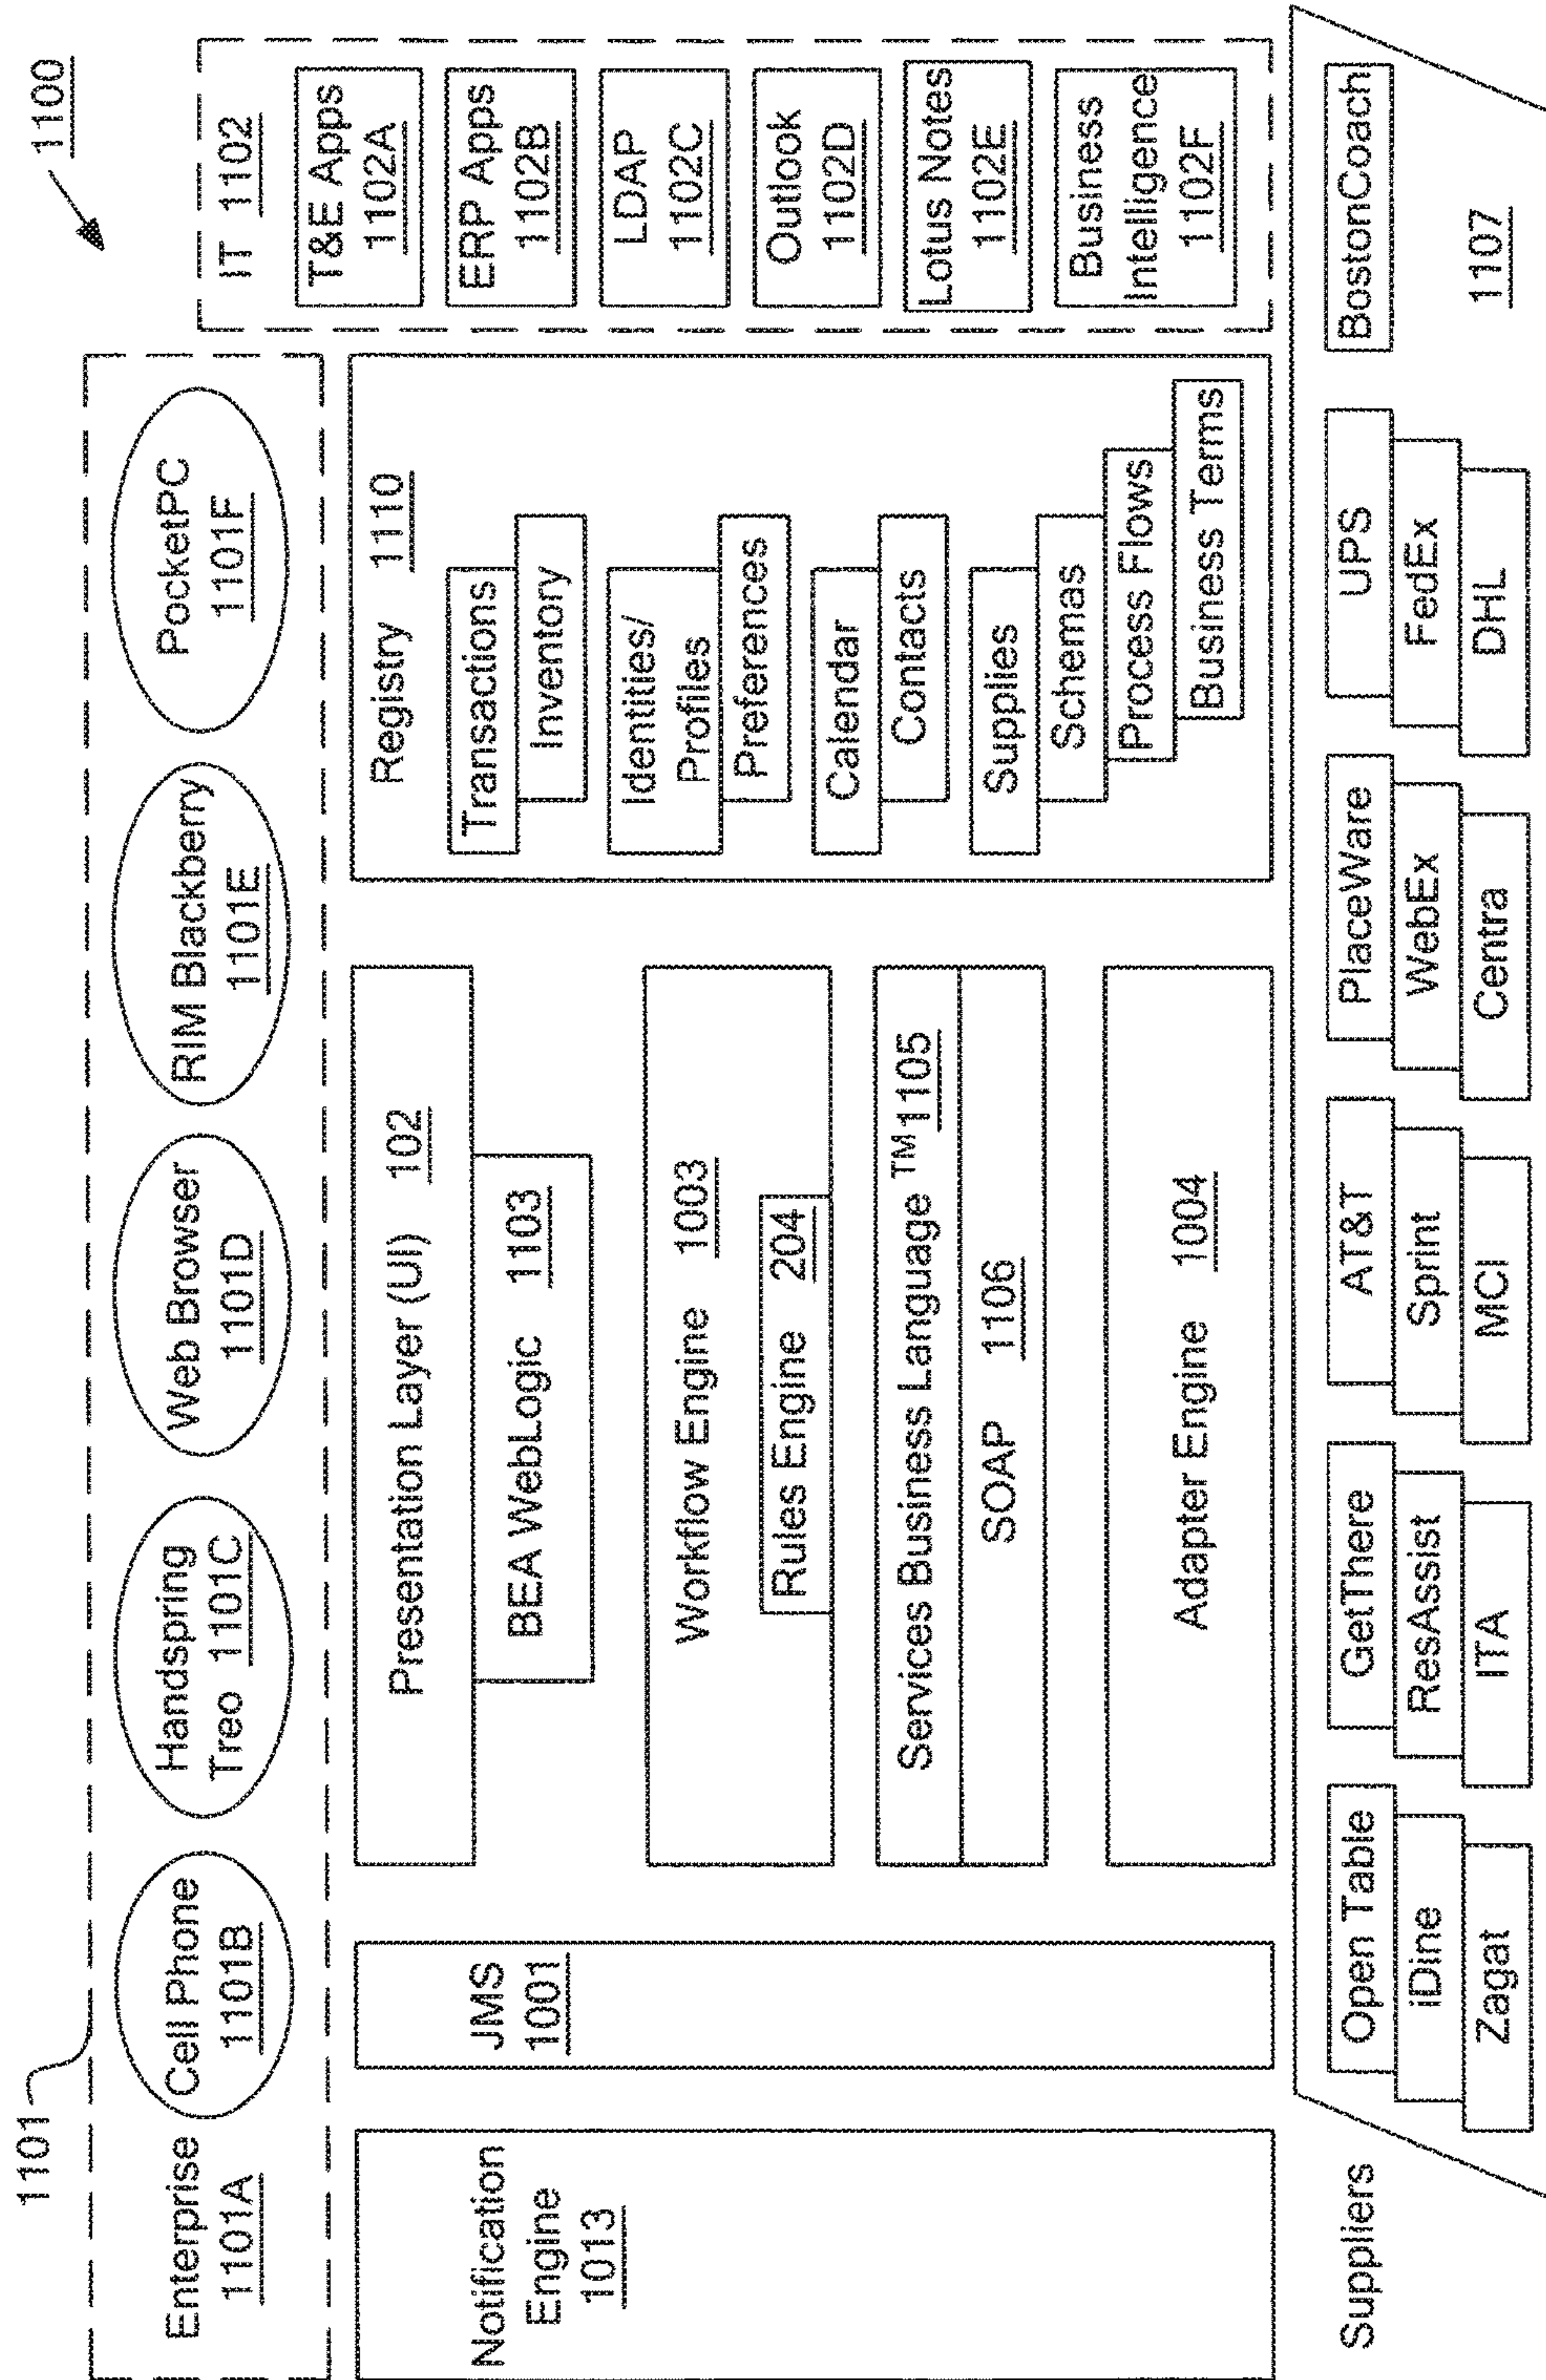 1100
1101
Enterprise
1101A
Cell Phone
1101B
Handspring
Treo 1101C
Web Browser
1101D
RIM Blackberry
1101E
PocketPC
1101F
IT 1102
T&E Apps
1102A
ERP Apps
1102B
LDAP
1102C
Outlook
1102D
Lotus Notes
1102E
Business
Intelligence
1102F
Notification
Engine
1013
JMS
1001
Presentation Layer (UI) 102
BEA WebLogic 1103
Workflow Engine 1003
Rules Engine 204
Services Business Language ™1105
SOAP 1106
Adapter Engine 1004
Registry 1110
Transactions
Inventory
Identities/
Profiles
Preferences
Calendar
Contacts
Supplies
Schemas
Process Flows
Business Terms
Suppliers
Open Table
iDine
Zagat
GetThere
ResAssist
ITA
AT&T
Sprint
MCI
PlaceWare
WebEx
Centra
UPS
FedEx
DHL
BostonCoach
1107